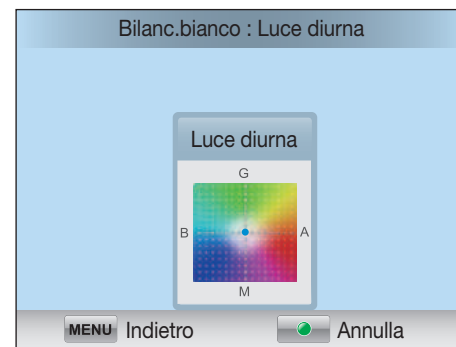 Bilanc.bianco : Luce diurna
Luce diurna
G
B A
M
MENU Indietro Annulla